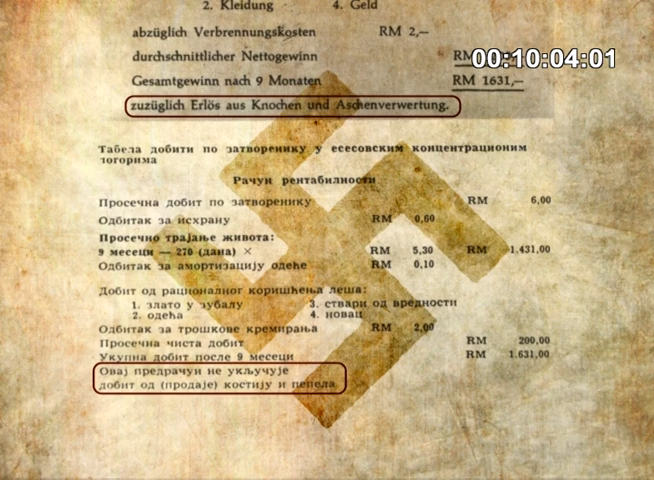 2. Kleidung 4. Geld
abzüglich Verbrennungskosten RM 2,—
00:10:04:01
durchschnittlicher Nettogewinn RM
Gesamtgewinn nach 9 Monaten RM 1631,—
zuzüglich Erlös aus Knochen und Aschenverwertung.
Табела добити по затворенику у есесовским концентрационим
логорима
Рачун рентабилности
Просечна добит по затворенику RM 6,00
Одбитак за исхрану RM 0,60
Просечно трајање живота:
9 месеци — 270 (дана) × RM 5,30 RM 1.431,00
Одбитак за амортизацију одеће RM 0,10
Добит од рационалног коришћења леша:
1. злато у зубалу 3. ствари од вредности
2. одећа 4. новац
Одбитак за трошкове кремирања RM 2,00
Просечна чиста добит RM 200,00
Укупна добит после 9 месеци RM 1.631,00
Овај предрачун не укључује
добит од (продаје) костију и пепела.